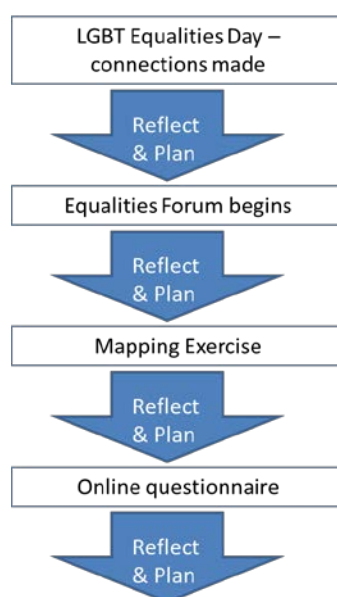 LGBT Equalities Day –
connections made
Reflect
& Plan
Equalities Forum begins
Reflect
& Plan
Mapping Exercise
Reflect
& Plan
Online questionnaire
Reflect
& Plan